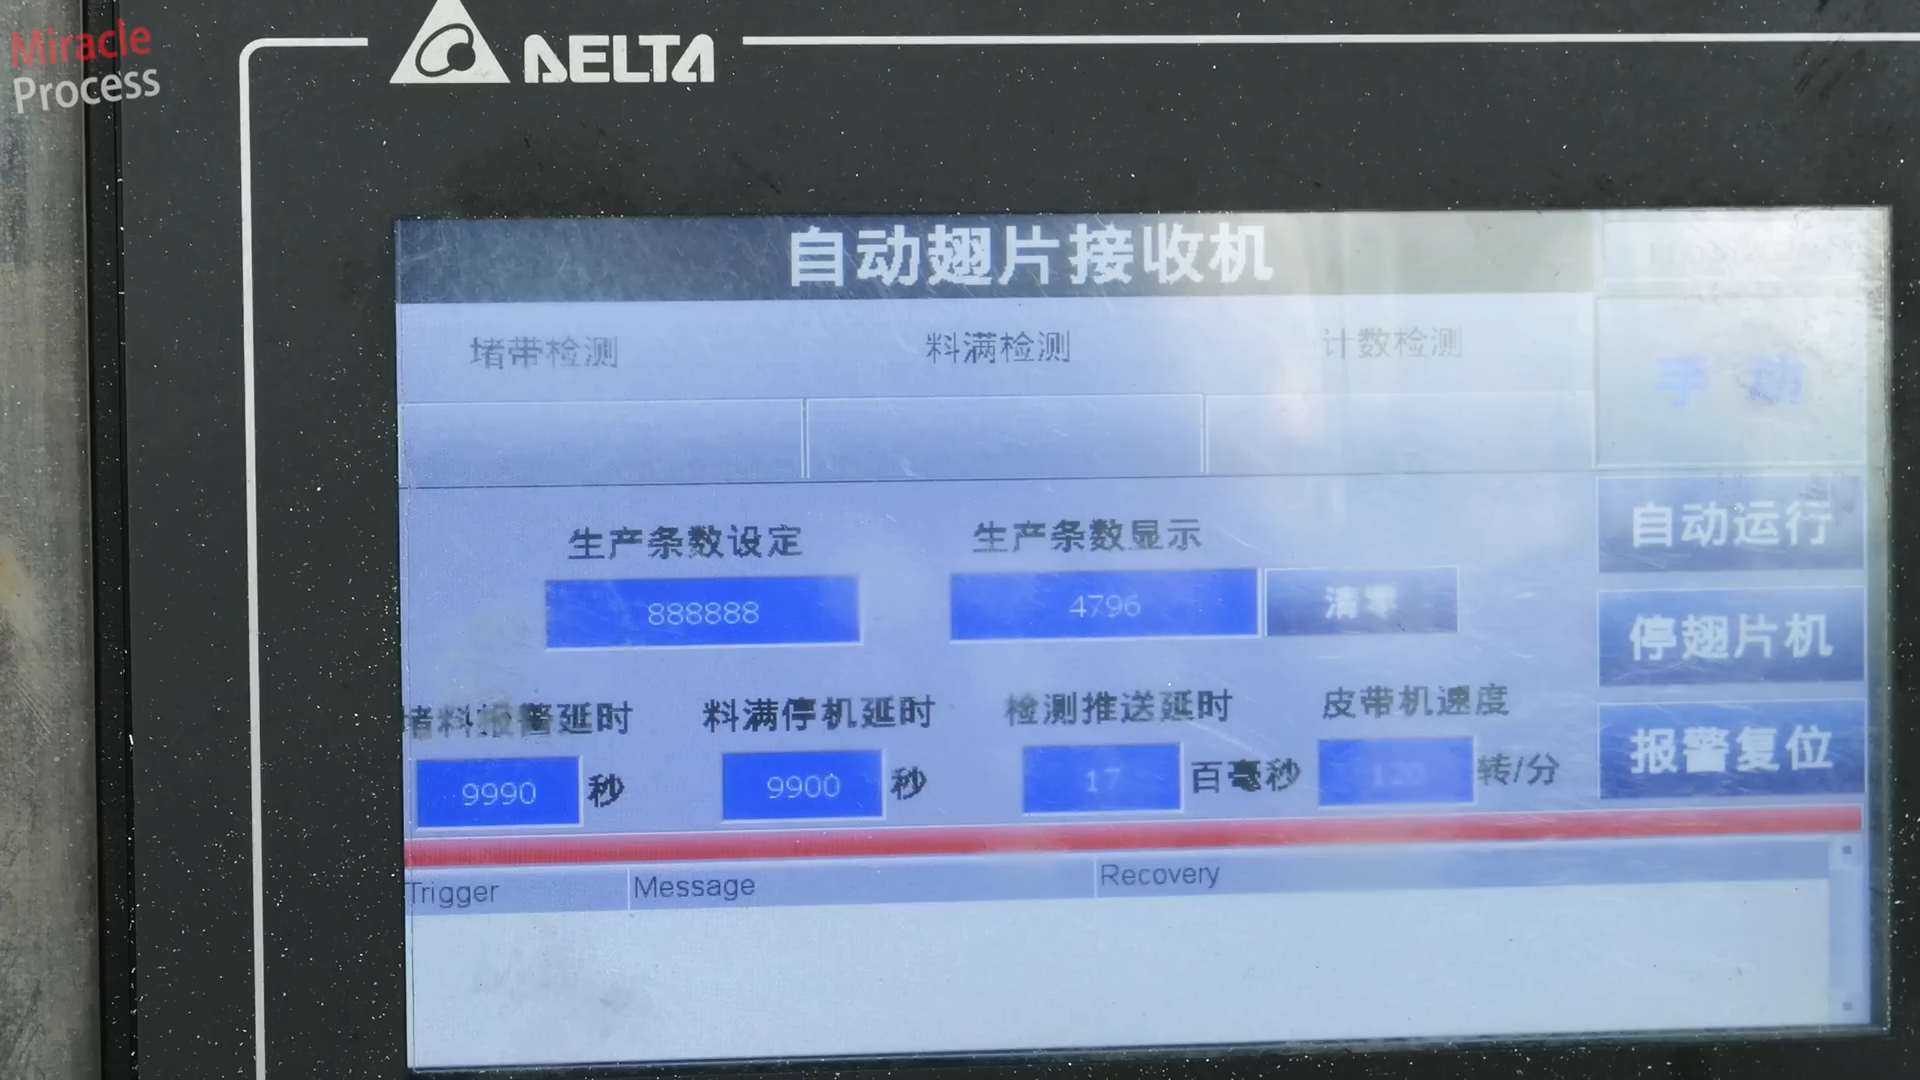 Miracle
Process
DELTA
自动翅片接收机
堵带检测 料满检测 计数检测
手动
生产条数设定 生产条数显示
自动运行
888888 4796 清零
停翅片机
堵料报警延时 料满停机延时 检测推送延时 皮带机速度
报警复位
9990 秒 9900 秒 17 百毫秒 转/分
Trigger Message Recovery